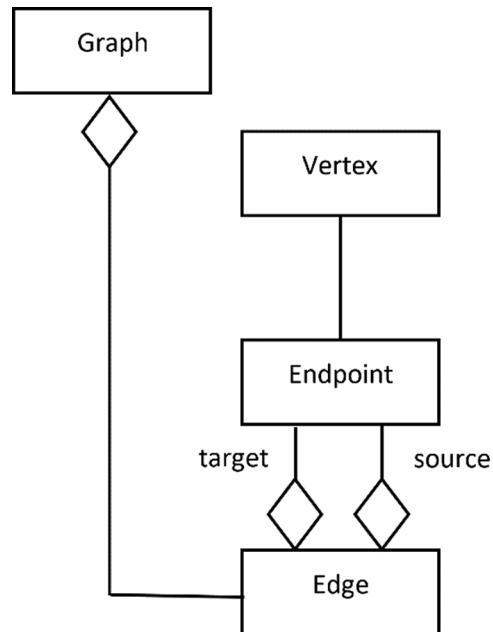 Graph
Vertex
Endpoint
target
source
Edge